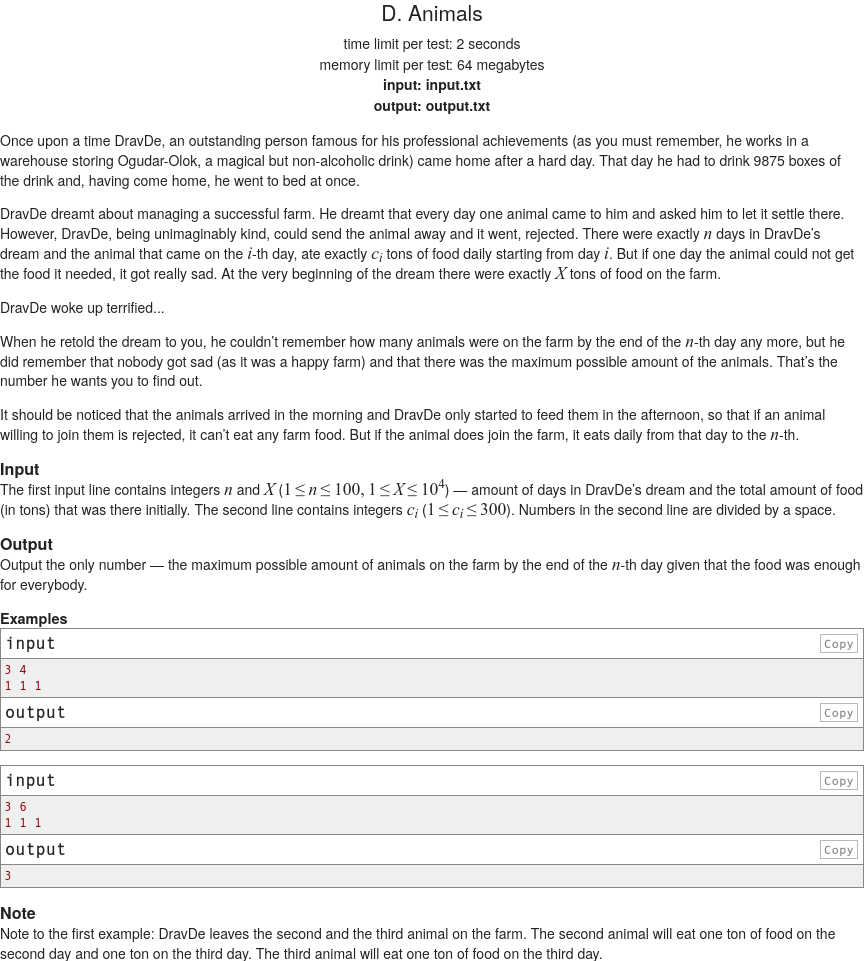 D. Animals
time limit per test: 2 seconds
memory limit per test: 64 megabytes
input: input.txt
output: output.txt
Once upon a time DravDe, an outstanding person famous for his professional achievements (as you must remember, he works in a
warehouse storing Ogudar-Olok, a magical but non-alcoholic drink) came home after a hard day. That day he had to drink 9875 boxes of
the drink and, having come home, he went to bed at once.
DravDe dreamt about managing a successful farm. He dreamt that every day one animal came to him and asked him to let it settle there.
However, DravDe, being unimaginably kind, could send the animal away and it went, rejected. There were exactly n days in DravDe's
dream and the animal that came on the i-th day, ate exactly c_i tons of food daily starting from day i. But if one day the animal could not get
the food it needed, it got really sad. At the very beginning of the dream there were exactly X tons of food on the farm.
DravDe woke up terrified...
When he retold the dream to you, he couldn't remember how many animals were on the farm by the end of the n-th day any more, but he
did remember that nobody got sad (as it was a happy farm) and that there was the maximum possible amount of the animals. That's the
number he wants you to find out.
It should be noticed that the animals arrived in the morning and DravDe only started to feed them in the afternoon, so that if an animal
willing to join them is rejected, it can't eat any farm food. But if the animal does join the farm, it eats daily from that day to the n-th.
Input
The first input line contains integers n and X (1 ≤ n ≤ 100, 1 ≤ X ≤ 10^4) — amount of days in DravDe's dream and the total amount of food
(in tons) that was there initially. The second line contains integers c_i (1 ≤ c_i ≤ 300). Numbers in the second line are divided by a space.
Output
Output the only number — the maximum possible amount of animals on the farm by the end of the n-th day given that the food was enough
for everybody.
Examples
input Copy
3 4
1 1 1
output Copy
2
input Copy
3 6
1 1 1
output Copy
3
Note
Note to the first example: DravDe leaves the second and the third animal on the farm. The second animal will eat one ton of food on the
second day and one ton on the third day. The third animal will eat one ton of food on the third day.